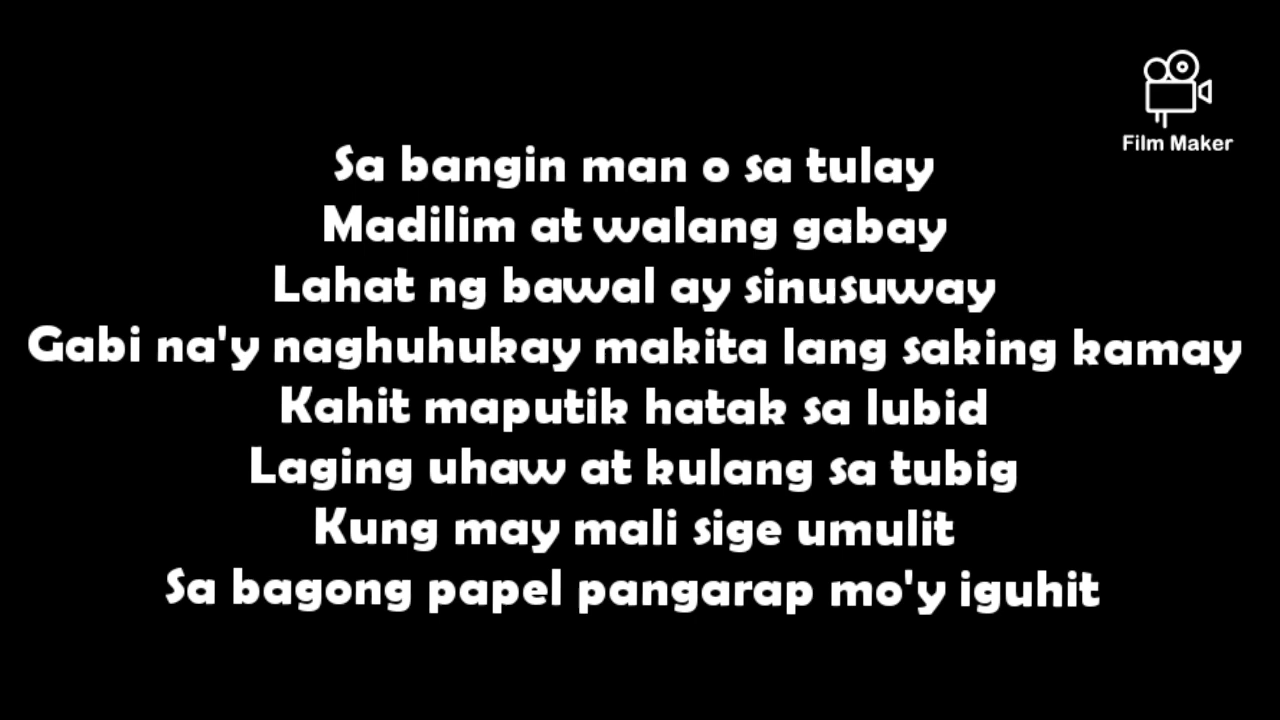 Film Maker
Sa bangin man o sa tulay
Madilim at walang gabay
Lahat ng bawal ay sinusuway
Gabi na'y naghuhukay makita lang saking kamay
Kahit maputik hatak sa lubid
Laging uhaw at kulang sa tubig
Kung may mali sige umulit
Sa bagong papel pangarap mo'y iguhit